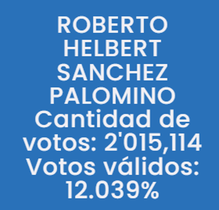 ROBERTO
HELBERT
SANCHEZ
PALOMINO
Cantidad de
votos: 2'015,114
Votos válidos:
12.039%